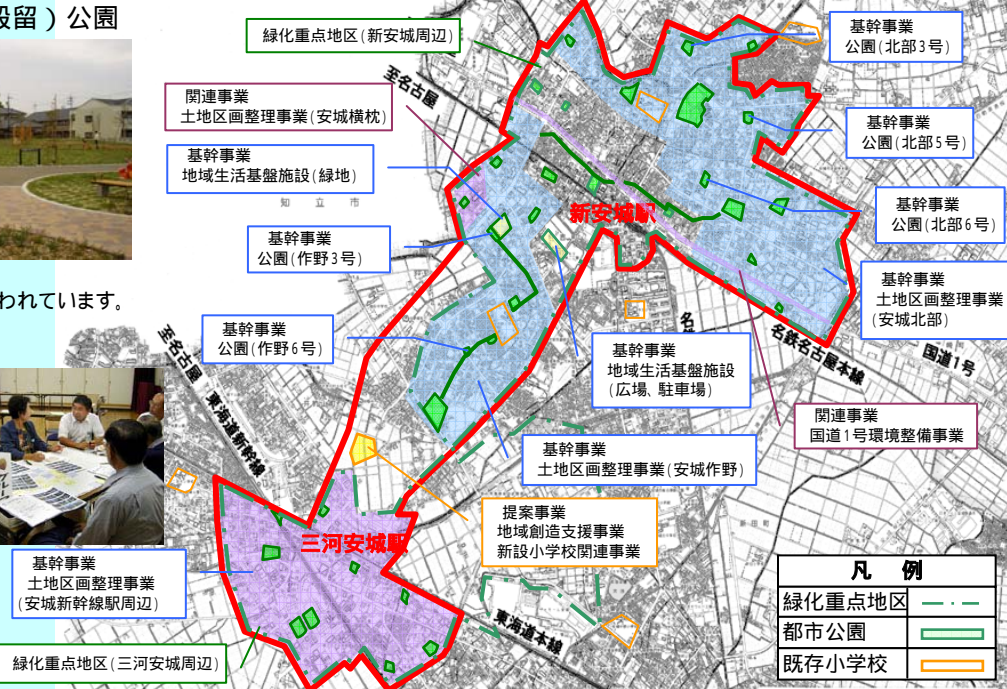 段留）公園
われています。
緑化重点地区(新安城周辺)
基幹事業
公園(北部3号)
至名古屋
関連事業
土地区画整理事業(安城横枕)
基幹事業
公園(北部5号)
基幹事業
地域生活基盤施設(緑地)
知立市
基幹事業
公園(北部6号)
新安城駅
基幹事業
公園(作野3号)
基幹事業
土地区画整理事業
(安城北部)
基幹事業
公園(作野6号)
至名古屋
東海道新幹線
名鉄
基幹事業
地域生活基盤施設
(広場、駐車場)
名鉄名古屋本線
国道1号
関連事業
国道1号環境整備事業
基幹事業
土地区画整理事業(安城作野)
提案事業
地域創造支援事業
新設小学校関連事業
三河安城駅
基幹事業
土地区画整理事業
(安城新幹線駅周辺)
東海道本線
緑化重点地区(三河安城周辺)
凡例
緑化重点地区
都市公園
既存小学校